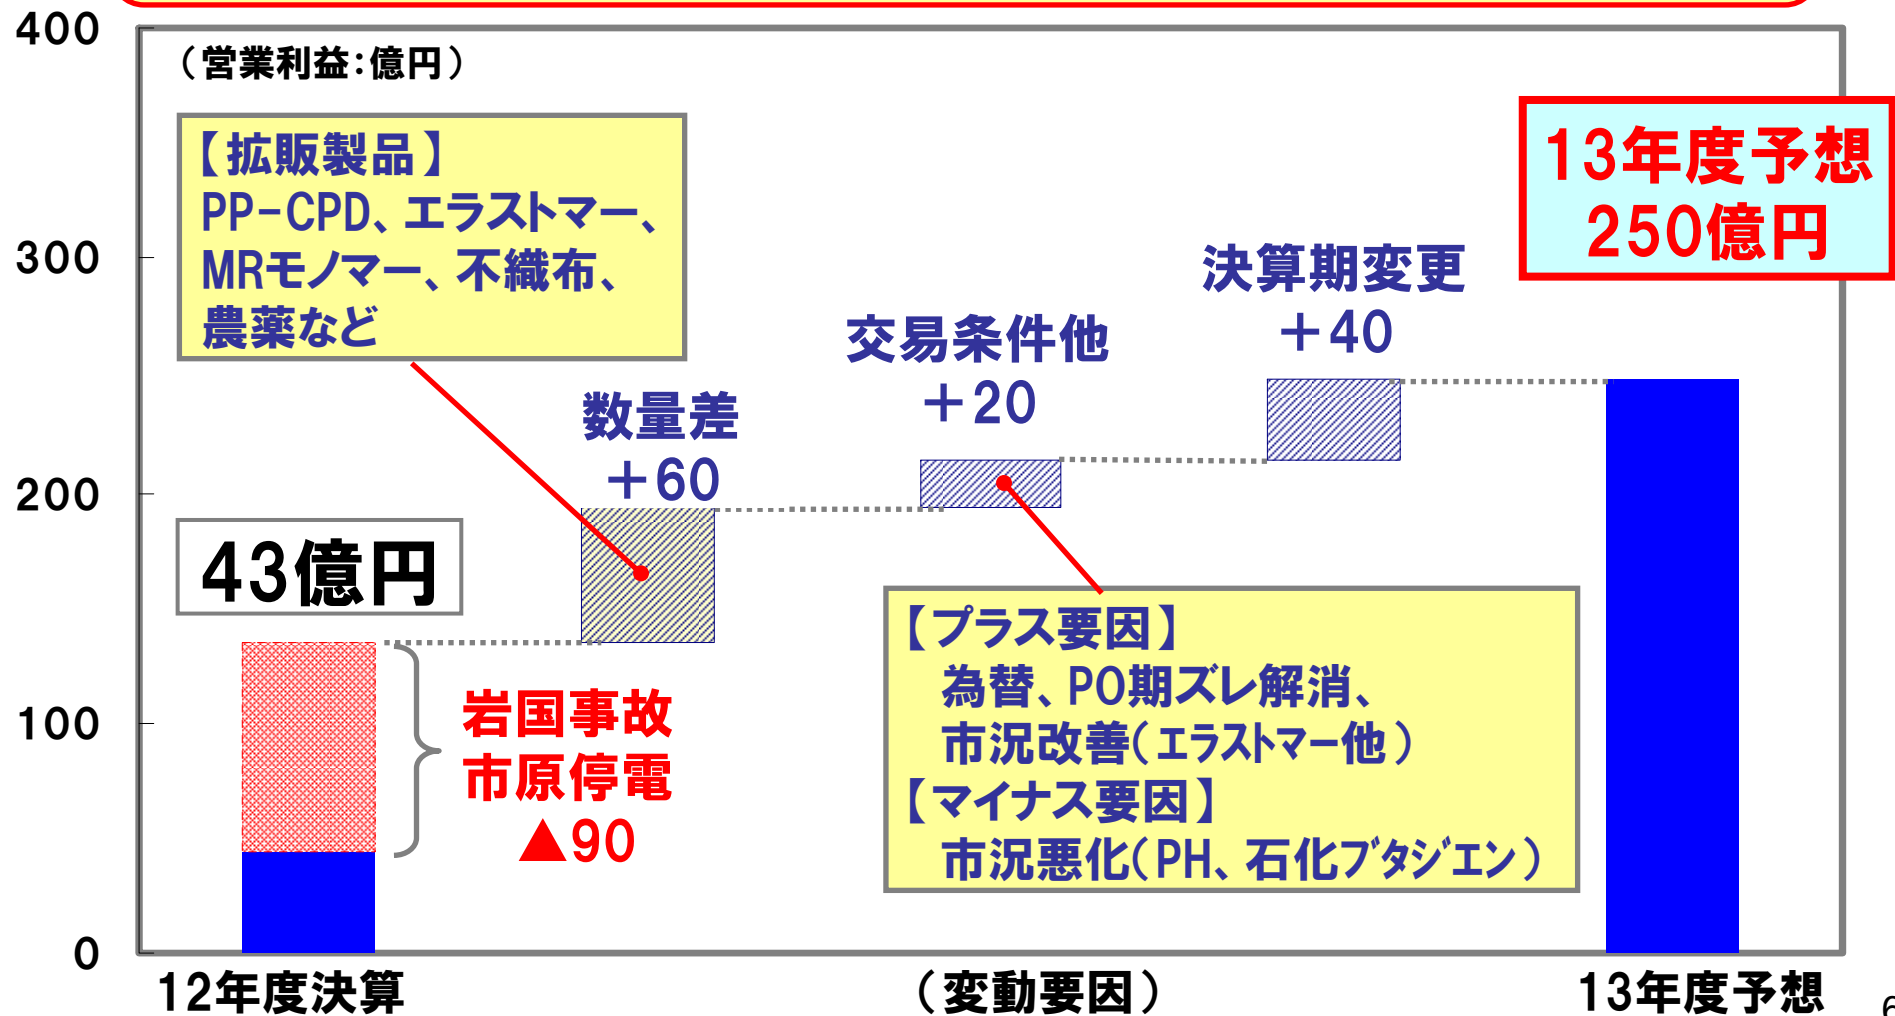 400
300
200
100
0
（営業利益：億円）
【拡販製品】
PP-CPD、エラストマー、
MRモノマー、不織布、
農薬など
13年度予想
250億円
決算期変更
＋40
交易条件他
＋20
数量差
＋60
43億円
岩国事故
市原停電
▲90
【プラス要因】
為替、PO期ズレ解消、
市況改善（エラストマー他）
【マイナス要因】
市況悪化（PH、石化ブタジエン）
12年度決算
（変動要因）
13年度予想
6